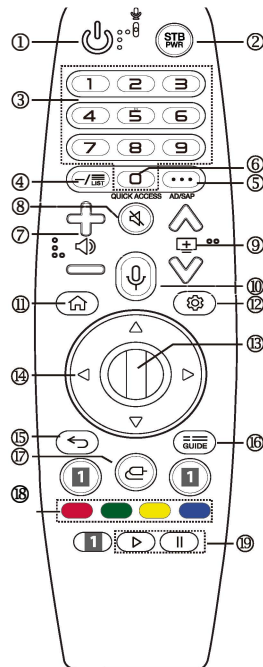 ① ②
STB
PWR
③
1 2 3
4 5 6
7 8 9
④ -/ LIST 0 ... ⑥
QUICK ACCESS AD/SAP ⑤
⑧
⑦ ⑨
⑩
⑪ ⑫
⑬
⑭
⑮ GUIDE ⑯
⑰
1 1
⑱
1 ⑲